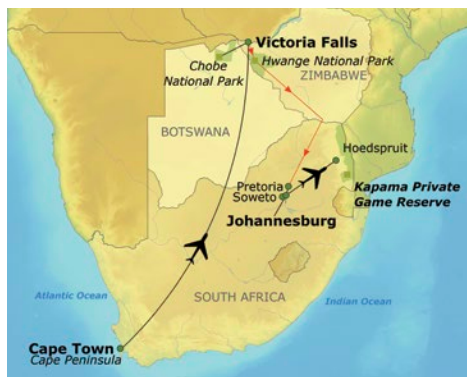 Victoria Falls
Chobe
National Park
Hwange National Park
ZIMBABWE
BOTSWANA
Hoedspruit
Pretoria
Soweto
Kapama Private
Game Reserve
Johannesburg
Atlantic Ocean
SOUTH AFRICA
Indian Ocean
Cape Town
Cape Peninsula